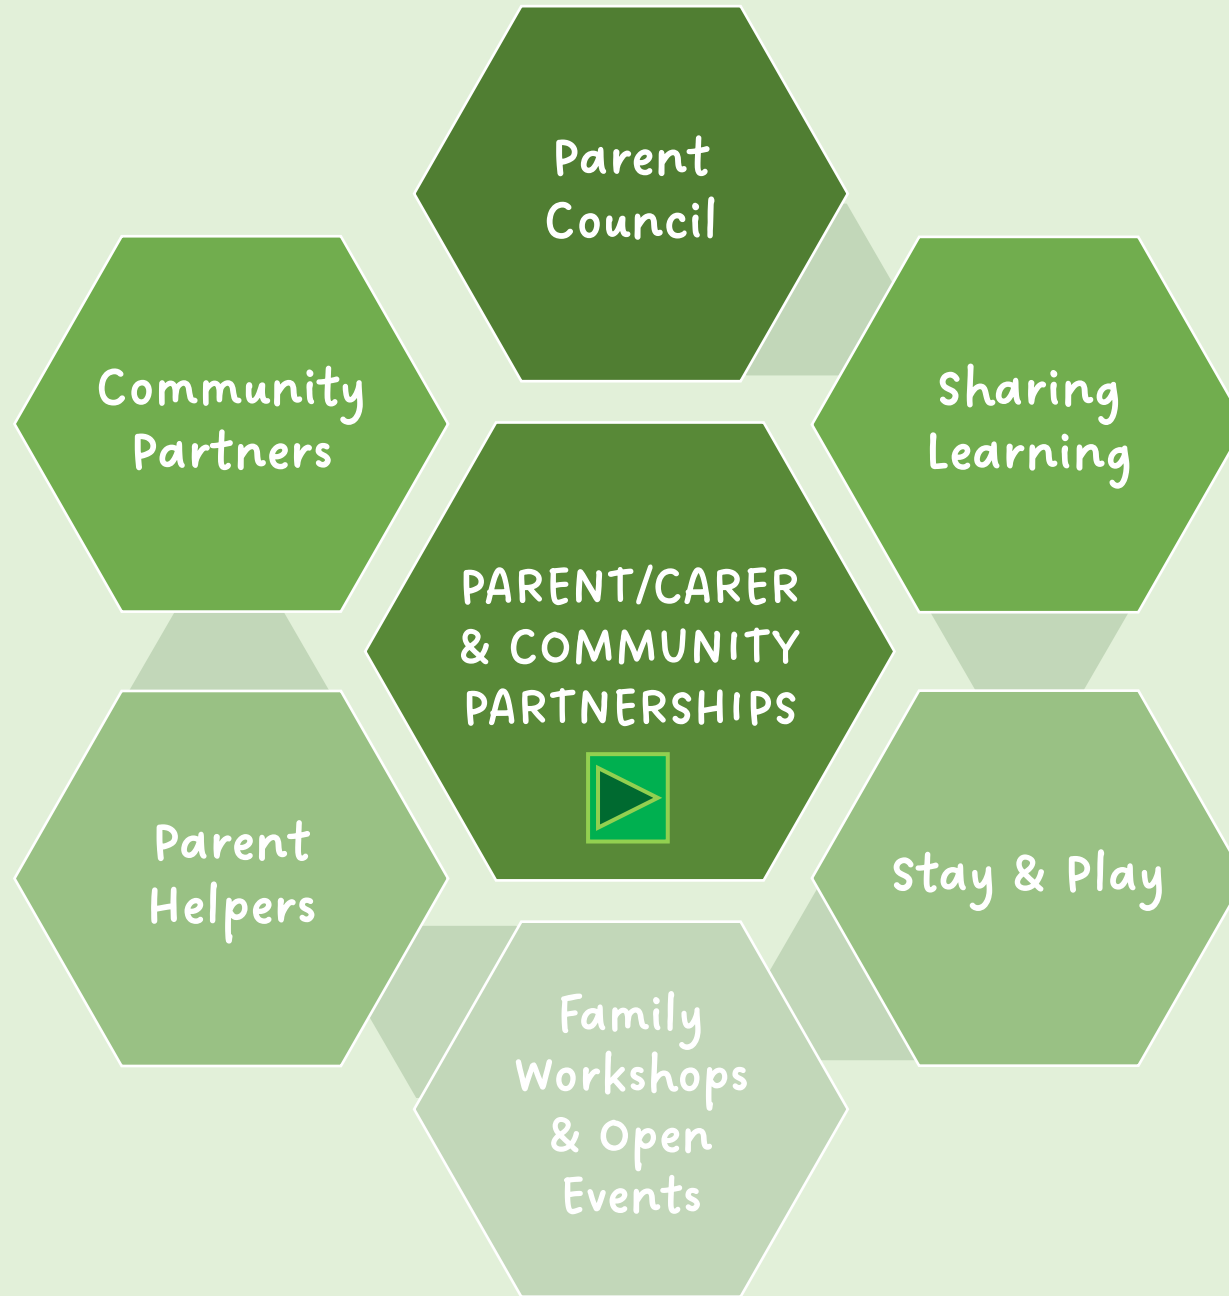 Parent
Council
Community
Partners
Sharing
Learning
PARENT/CARER
& COMMUNITY
PARTNERSHIPS
Parent
Helpers
Stay & Play
Family
Workshops
& Open
Events